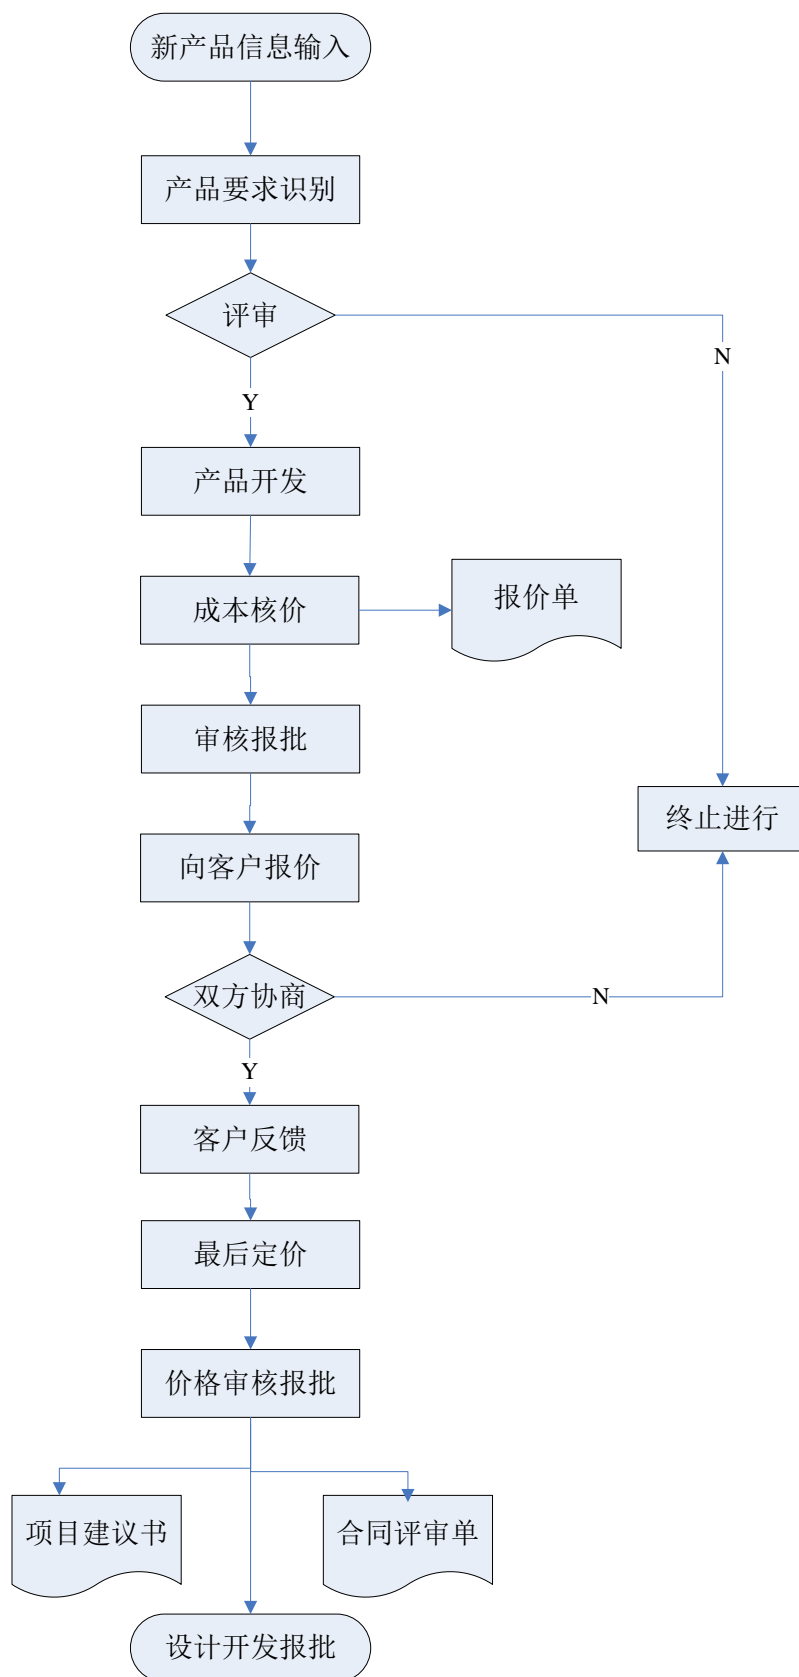 新产品信息输入
产品要求识别
评审
N
Y
产品开发
成本核价
报价单
审核报批
终止进行
向客户报价
双方协商
N
Y
客户反馈
最后定价
价格审核报批
项目建议书
合同评审单
设计开发报批